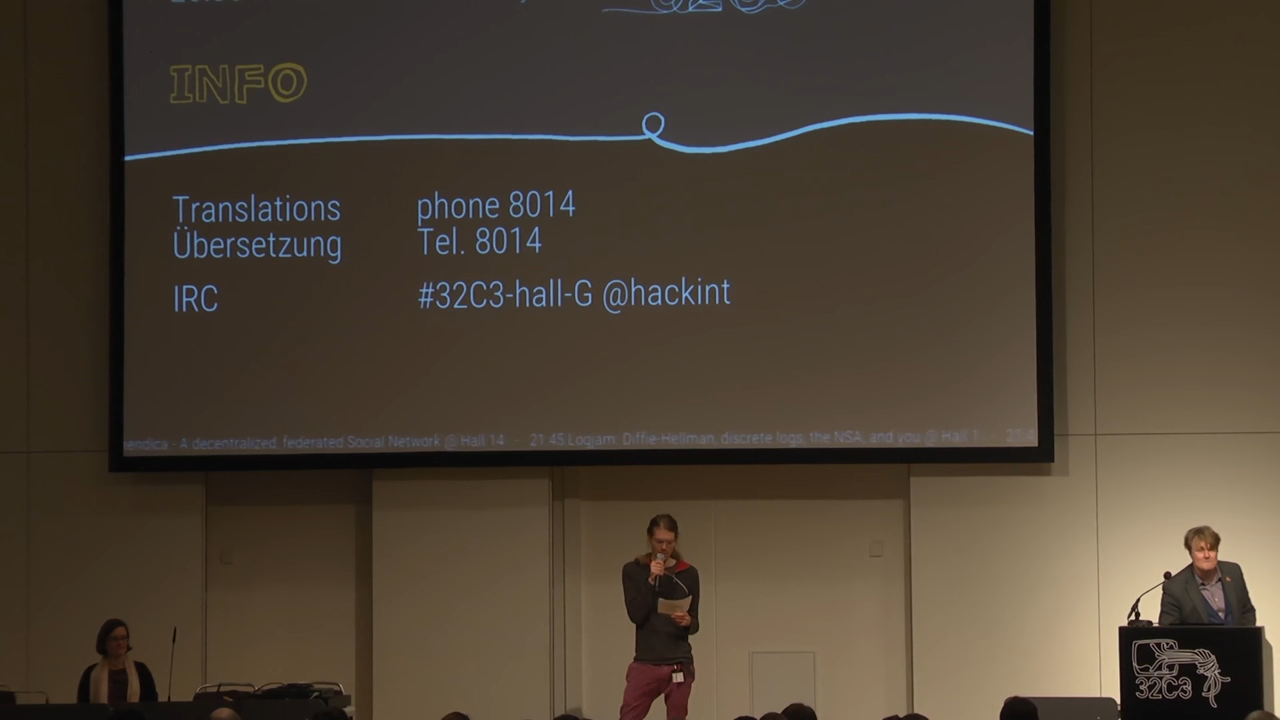 INFO
Translations phone 8014
Übersetzung Tel. 8014
IRC #32C3-hall-G @hackint
endica - A decentralized, federated Social Network @ Hall 14 · 21:45 Logjam: Diffie-Hellman, discrete logs, the NSA, and you @ Hall 1
32C3